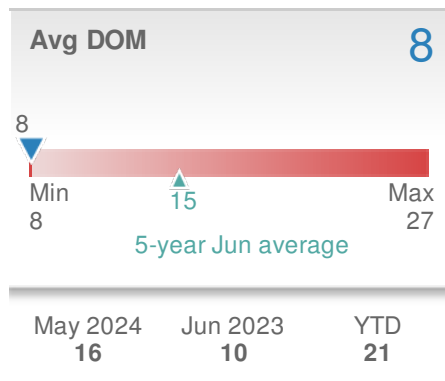 Avg DOM 8
8
Min Max
8 15 27
5-year Jun average
May 2024 Jun 2023 YTD
16 10 21